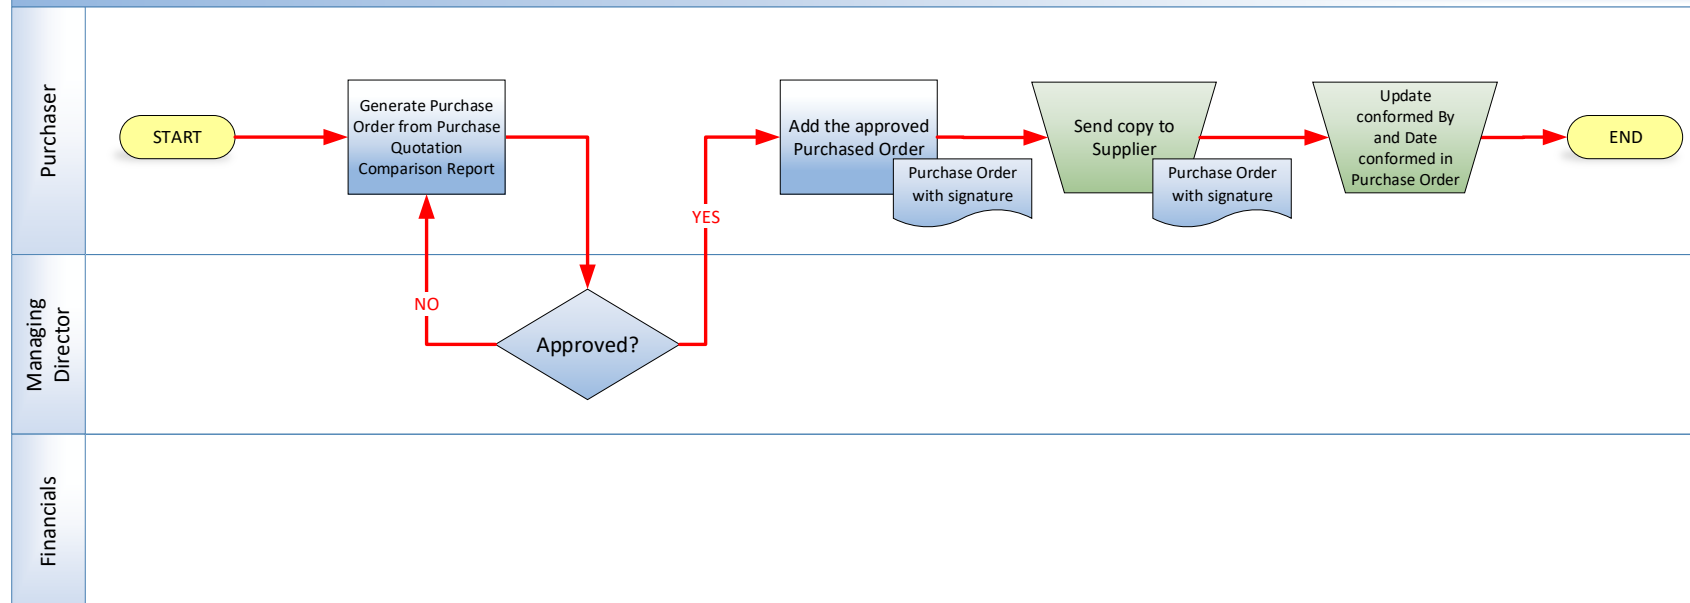 Purchaser
START
Generate Purchase
Order from Purchase
Quotation
Comparison Report
Add the approved
Purchased Order
Purchase Order
with signature
Send copy to
Supplier
Purchase Order
with signature
Update
conformed By
and Date
conformed in
Purchase Order
END
YES
NO
Managing
Director
Approved?
Financials